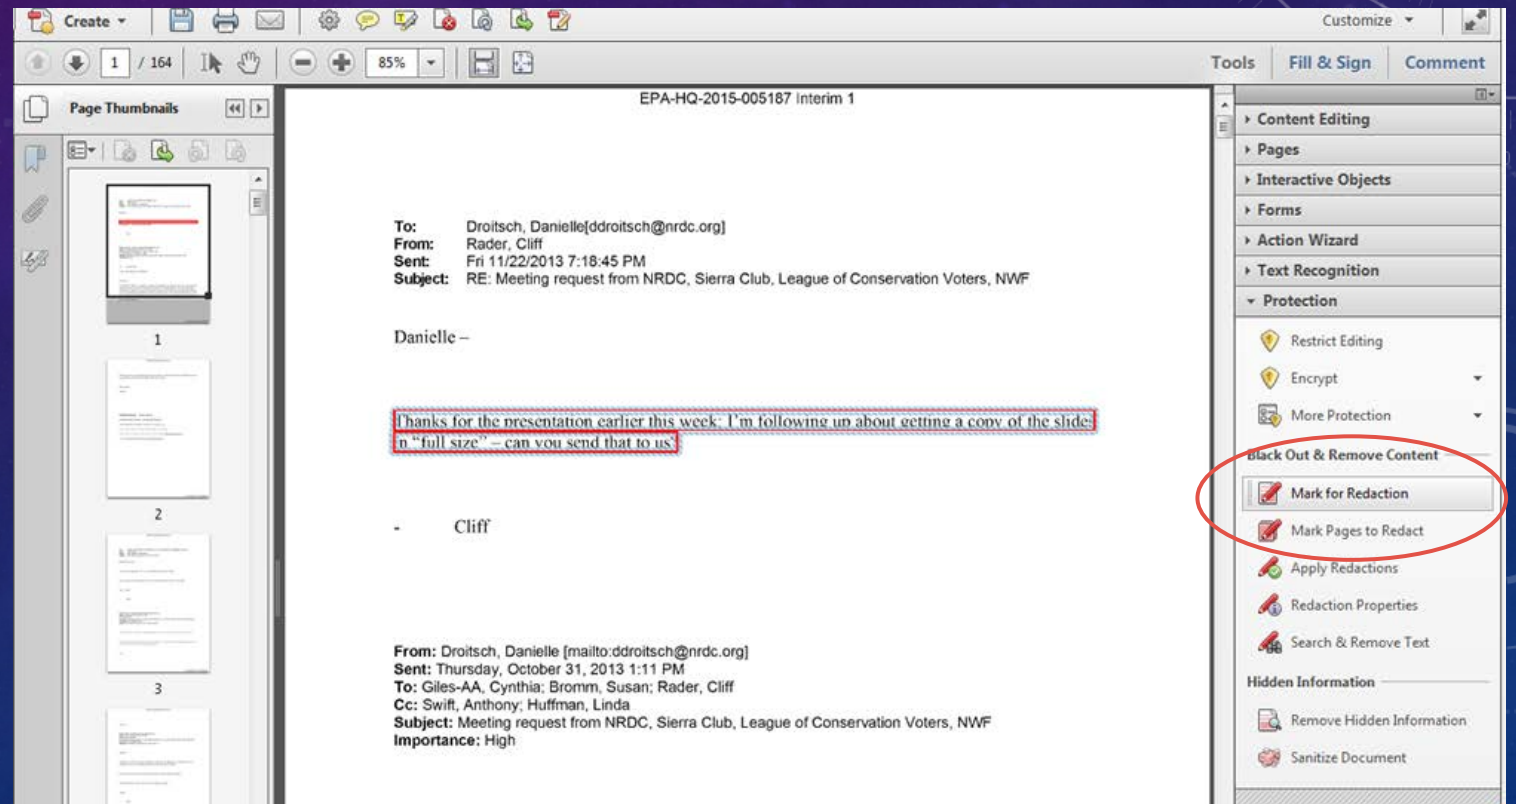 Create
Customize
1 / 164
85%
Tools
Fill & Sign
Comment
Page Thumbnails
1
2
3
EPA-HQ-2015-005187 Interim 1
To: Droitsch, Danielle[ddroitsch@nrdc.org]
From: Rader, Cliff
Sent: Fri 11/22/2013 7:18:45 PM
Subject: RE: Meeting request from NRDC, Sierra Club, League of Conservation Voters, NWF
Danielle –
Thanks for the presentation earlier this week; I'm following up about getting a copy of the slides
in “full size” – can you send that to us?
- Cliff
From: Droitsch, Danielle [mailto:ddroitsch@nrdc.org]
Sent: Thursday, October 31, 2013 1:11 PM
To: Giles-AA, Cynthia; Bromm, Susan; Rader, Cliff
Cc: Swift, Anthony; Huffman, Linda
Subject: Meeting request from NRDC, Sierra Club, League of Conservation Voters, NWF
Importance: High
Content Editing
Pages
Interactive Objects
Forms
Action Wizard
Text Recognition
Protection
Restrict Editing
Encrypt
More Protection
Black Out & Remove Content
Mark for Redaction
Mark Pages to Redact
Apply Redactions
Redaction Properties
Search & Remove Text
Hidden Information
Remove Hidden Information
Sanitize Document